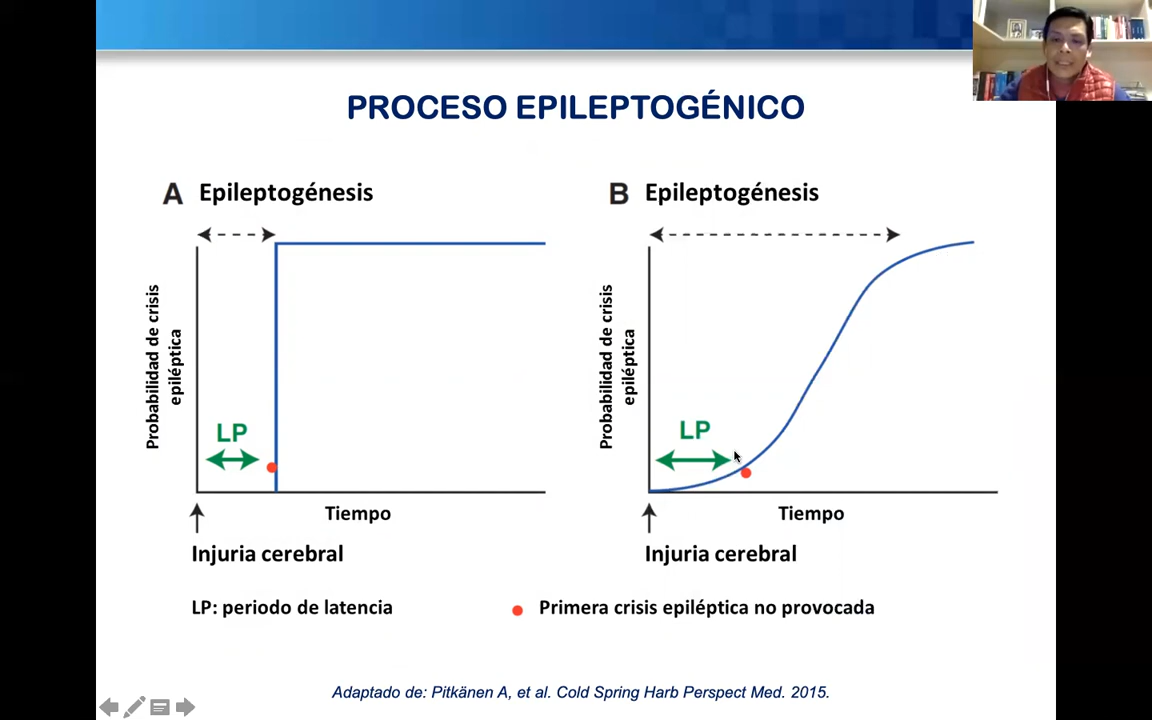 PROCESO EPILEPTOGÉNICO
A Epileptogénesis
Probabilidad de crisis
epiléptica
LP
Tiempo
Injuria cerebral
B Epileptogénesis
Probabilidad de crisis
epiléptica
LP
Tiempo
Injuria cerebral
LP: periodo de latencia
Primera crisis epiléptica no provocada
Adaptado de: Pitkänen A, et al. Cold Spring Harb Perspect Med. 2015.